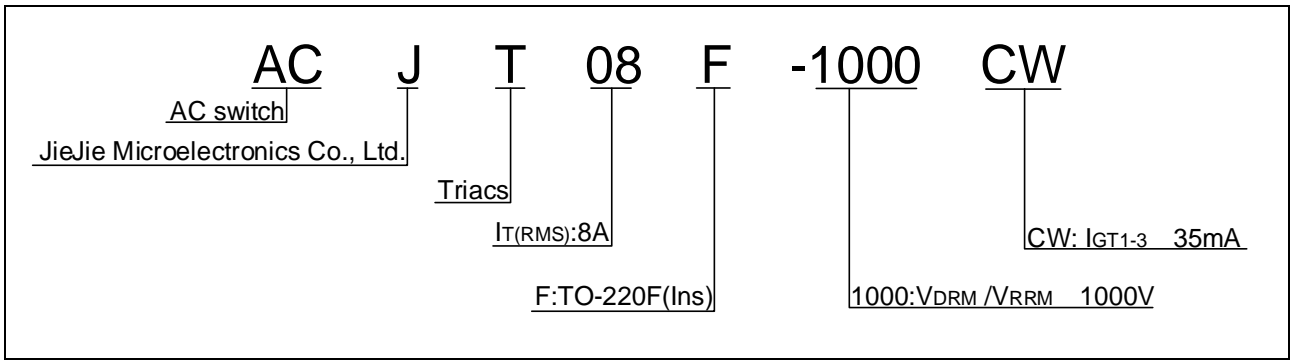 AC J T 08 F -1000 CW
AC switch
JieJie Microelectronics Co., Ltd.
Triacs
IT(RMS):8A
CW: IGT1-3 35mA
F:TO-220F(Ins)
1000:VDRM /VRRM 1000V